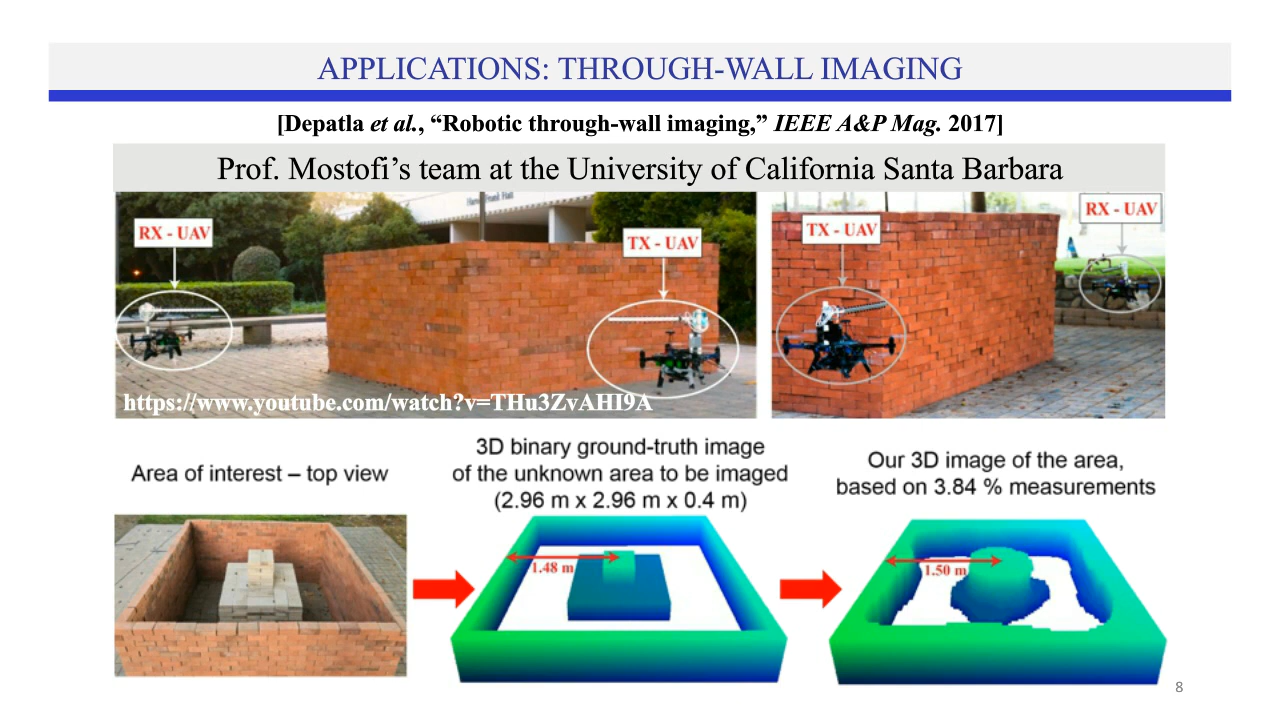 APPLICATIONS: THROUGH-WALL IMAGING
[Depatla et al., “Robotic through-wall imaging,” IEEE A&P Mag. 2017]
Prof. Mostofi’s team at the University of California Santa Barbara
RX - UAV
TX - UAV
TX - UAV
RX - UAV
https://www.youtube.com/watch?v=THu3ZvAHI9A
Area of interest – top view
3D binary ground-truth image
of the unknown area to be imaged
(2.96 m x 2.96 m x 0.4 m)
Our 3D image of the area,
based on 3.84 % measurements
1.48 m
1.50 m
8